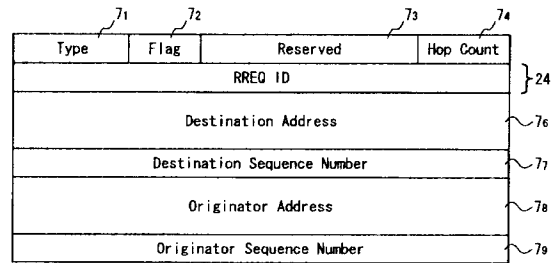 71 72 73 74
Type Flag Reserved Hop Count
RREQ ID 24
Destination Address 76
Destination Sequence Number 77
Originator Address 78
Originator Sequence Number 79